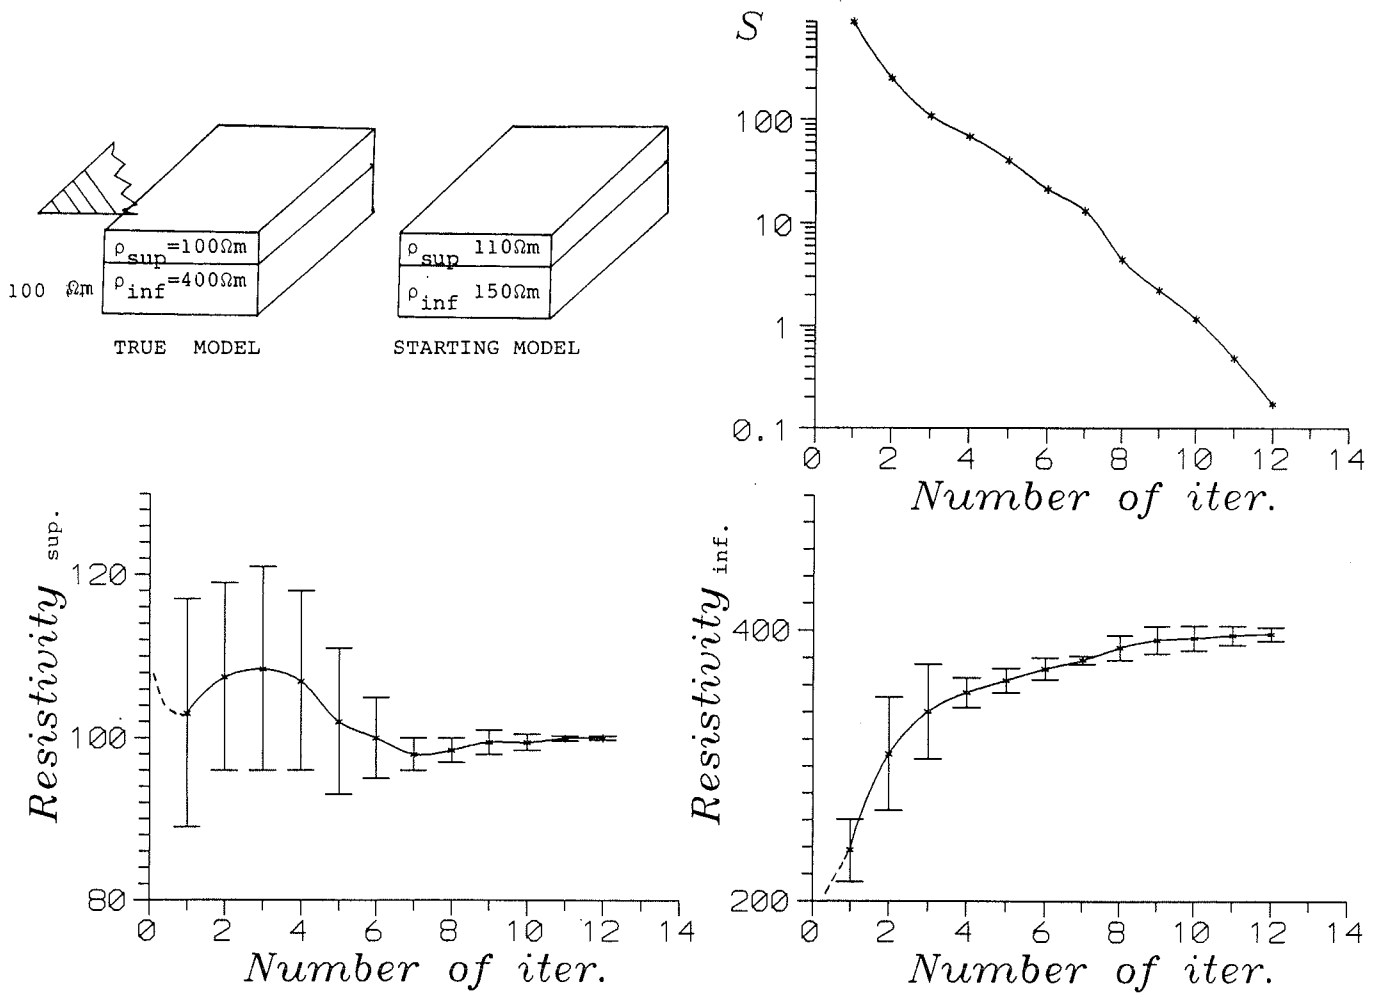 ρsup=100Ωm
ρinf=400Ωm
100 Ωm
TRUE MODEL
ρsup 110Ωm
ρinf 150Ωm
STARTING MODEL
S
100
10
1
0.1
0 2 4 6 8 10 12 14
Number of iter.
Resistivity sup.
120
100
80
0 2 4 6 8 10 12 14
Number of iter.
Resistivity inf.
400
200
0 2 4 6 8 10 12 14
Number of iter.